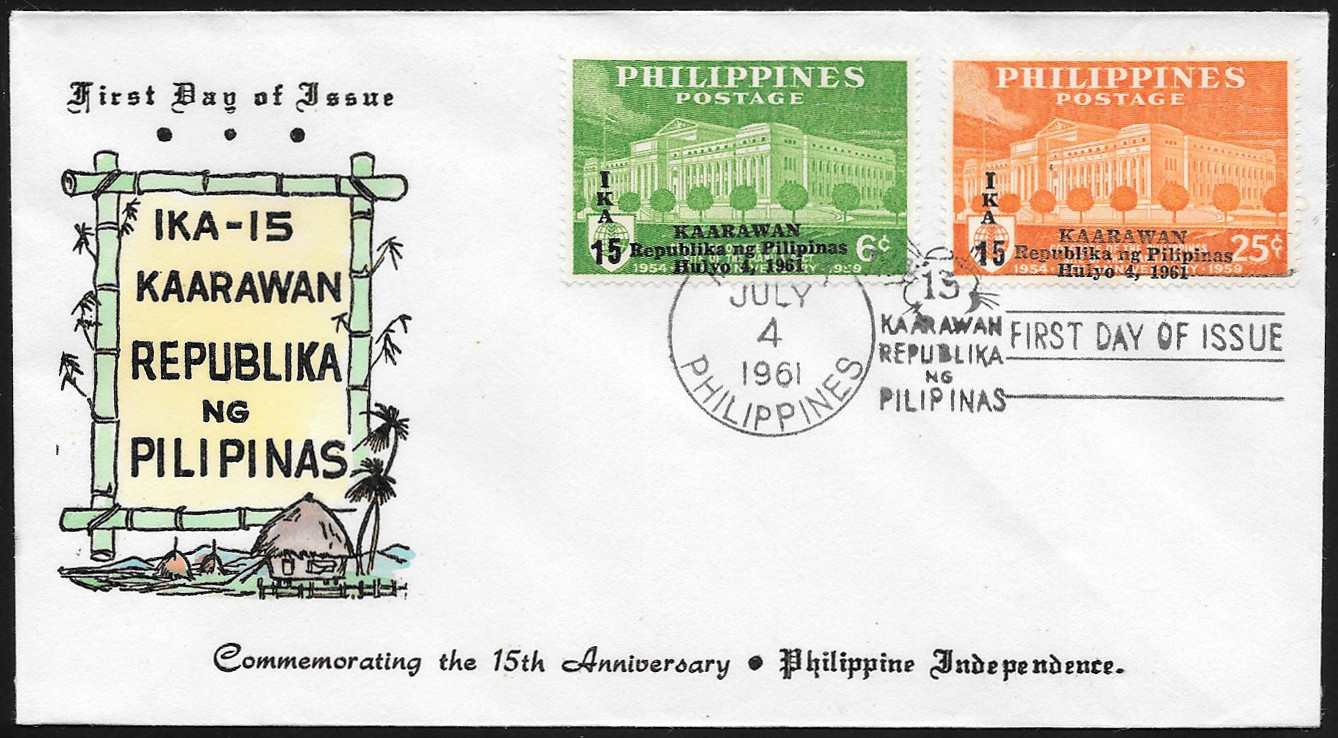 First Day of Issue
IKA-15
KAARAWAN
REPUBLIKA
NG
PILIPINAS
PHILIPPINES
POSTAGE
IKA
15
KAARAWAN
Republika ng Pilipinas
Hulyo 4, 1961
6¢
1954
1959
PHILIPPINES
POSTAGE
IKA
15
KAARAWAN
Republika ng Pilipinas
Hulyo 4, 1961
25¢
1954
1959
JULY
4
1961
PHILIPPINES
15
KAARAWAN
REPUBLIKA
NG
PILIPINAS
FIRST DAY OF ISSUE
Commemorating the 15th Anniversary • Philippine Independence.